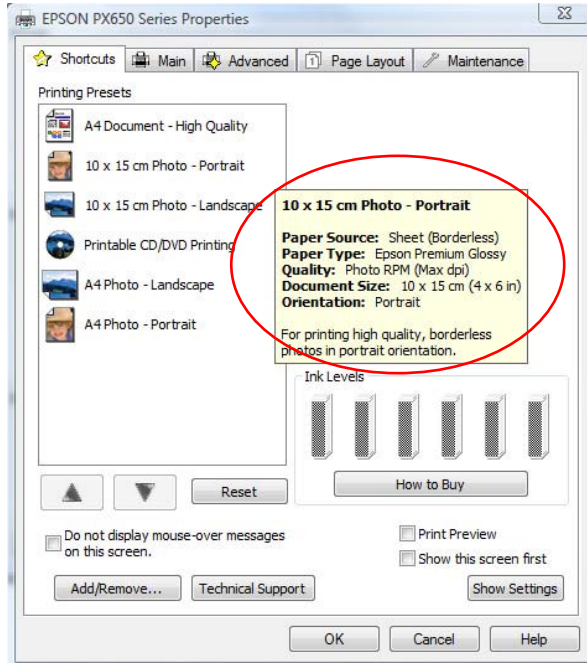 EPSON PX650 Series Properties
Shortcuts
Main
Advanced
Page Layout
Maintenance
Printing Presets
A4 Document - High Quality
10 x 15 cm Photo - Portrait
10 x 15 cm Photo - Landscape
Printable CD/DVD Printing
A4 Photo - Landscape
A4 Photo - Portrait
10 x 15 cm Photo - Portrait
Paper Source: Sheet (Borderless)
Paper Type: Epson Premium Glossy
Quality: Photo RPM (Max dpi)
Document Size: 10 x 15 cm (4 x 6 in)
Orientation: Portrait
For printing high quality, borderless
photos in portrait orientation.
Ink Levels
How to Buy
Reset
Do not display mouse-over messages
on this screen.
Print Preview
Show this screen first
Add/Remove...
Technical Support
Show Settings
OK
Cancel
Help